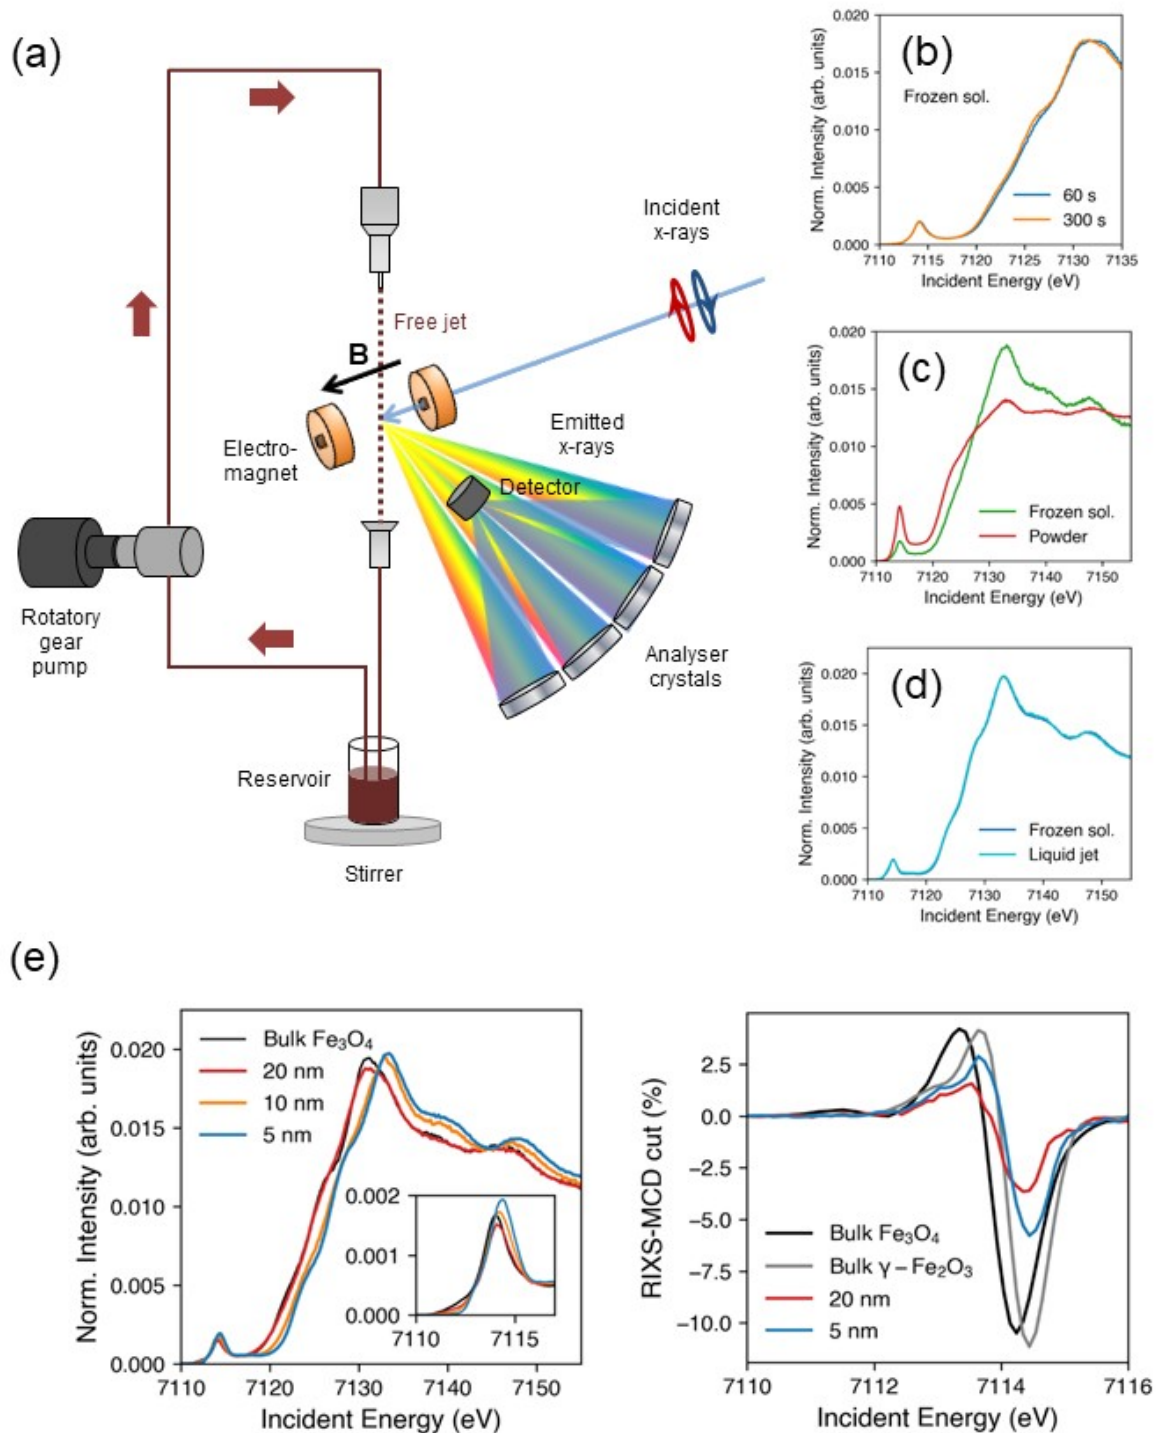 (a)
Incident
x-rays
Free jet
B
Electro-
magnet
Emitted
x-rays
Detector
Rotatory
gear
pump
Analyser
crystals
Reservoir
Stirrer
(b)
Norm. Intensity (arb. units)
0.020
0.015
0.010
0.005
0.000
Frozen sol.
60 s
300 s
7110 7115 7120 7125 7130 7135
Incident Energy (eV)
(c)
Norm. Intensity (arb. units)
0.020
0.015
0.010
0.005
0.000
Frozen sol.
Powder
7110 7120 7130 7140 7150
Incident Energy (eV)
(d)
Norm. Intensity (arb. units)
0.020
0.015
0.010
0.005
0.000
Frozen sol.
Liquid jet
7110 7120 7130 7140 7150
Incident Energy (eV)
(e)
Norm. Intensity (arb. units)
0.020
0.015
0.010
0.005
0.000
Bulk Fe₃O₄
20 nm
10 nm
5 nm
0.002
0.001
0.000
7110 7115
7110 7120 7130 7140 7150
Incident Energy (eV)
RIXS-MCD cut (%)
2.5
0.0
−2.5
−5.0
−7.5
−10.0
Bulk Fe₃O₄
Bulk γ − Fe₂O₃
20 nm
5 nm
7110 7112 7114 7116
Incident Energy (eV)